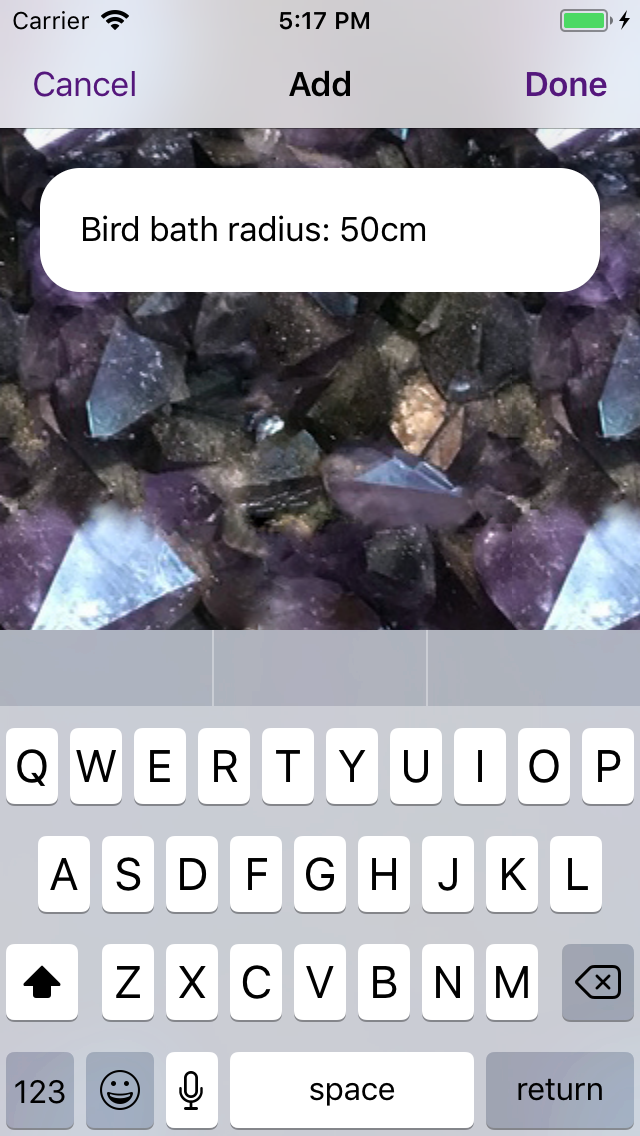 Carrier 5:17 PM
Cancel Add Done
Bird bath radius: 50cm
Q W E R T Y U I O P
A S D F G H J K L
Z X C V B N M
123 space return